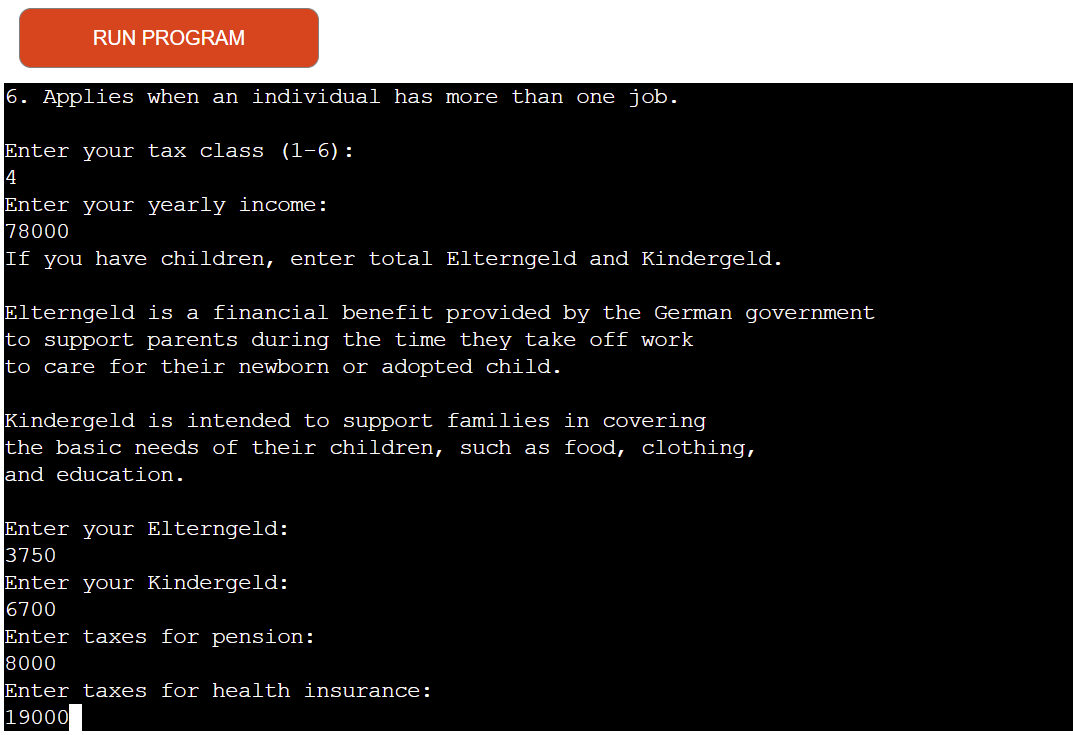 RUN PROGRAM
6. Applies when an individual has more than one job.
Enter your tax class (1-6):
4
Enter your yearly income:
78000
If you have children, enter total Elterngeld and Kindergeld.
Elterngeld is a financial benefit provided by the German government
to support parents during the time they take off work
to care for their newborn or adopted child.
Kindergeld is intended to support families in covering
the basic needs of their children, such as food, clothing,
and education.
Enter your Elterngeld:
3750
Enter your Kindergeld:
6700
Enter taxes for pension:
8000
Enter taxes for health insurance:
19000